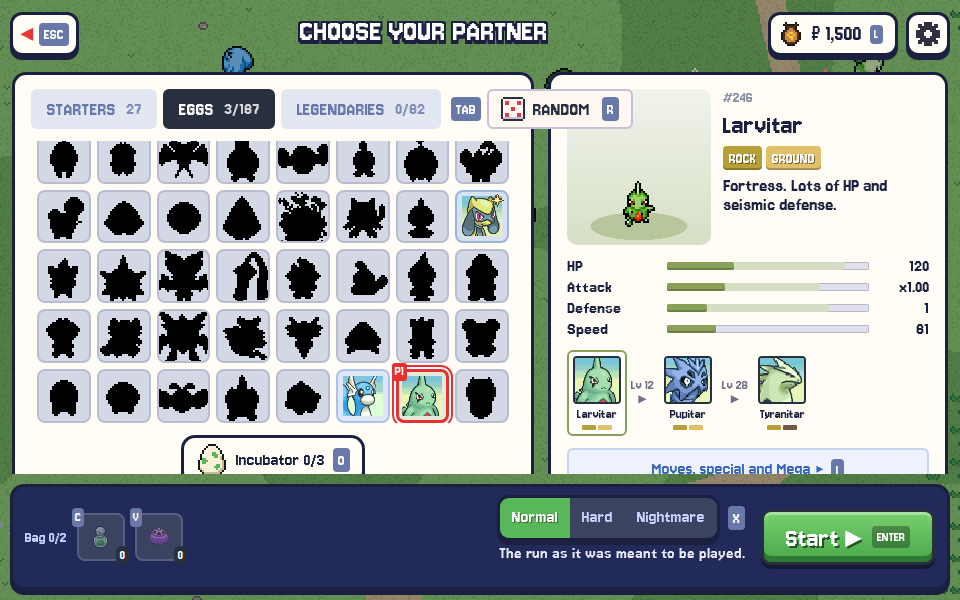 ESC
CHOOSE YOUR PARTNER
₽ 1,500 L
STARTERS 27
EGGS 3/187
LEGENDARIES 0/62
TAB
RANDOM R
#246
Larvitar
ROCK GROUND
Fortress. Lots of HP and
seismic defense.
HP 120
Attack x1.00
Defense 1
Speed 61
P1
Lv 12
Lv 28
Larvitar
Pupitar
Tyranitar
Incubator 0/3 O
Moves, special and Mega ▸
Bag 0/2
C
0
V
0
Normal
Hard
Nightmare
X
The run as it was meant to be played.
Start ▶ ENTER